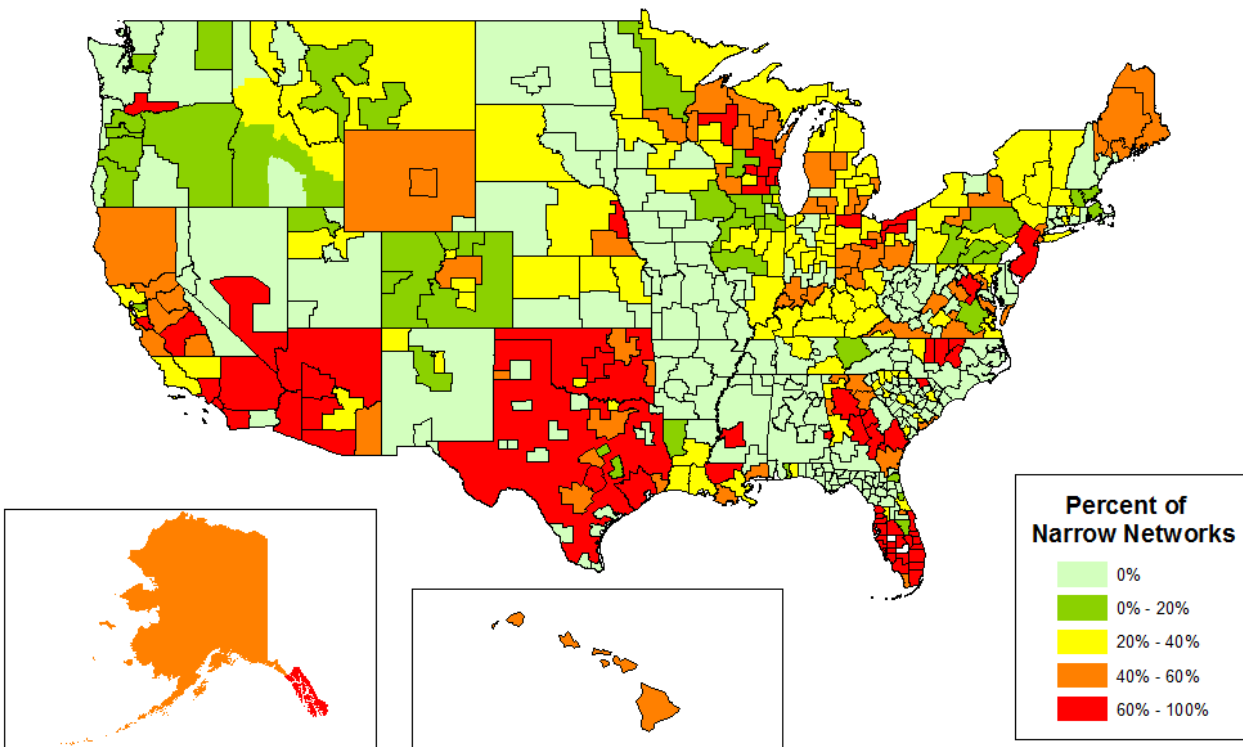 Percent of
Narrow Networks
0%
0% - 20%
20% - 40%
40% - 60%
60% - 100%